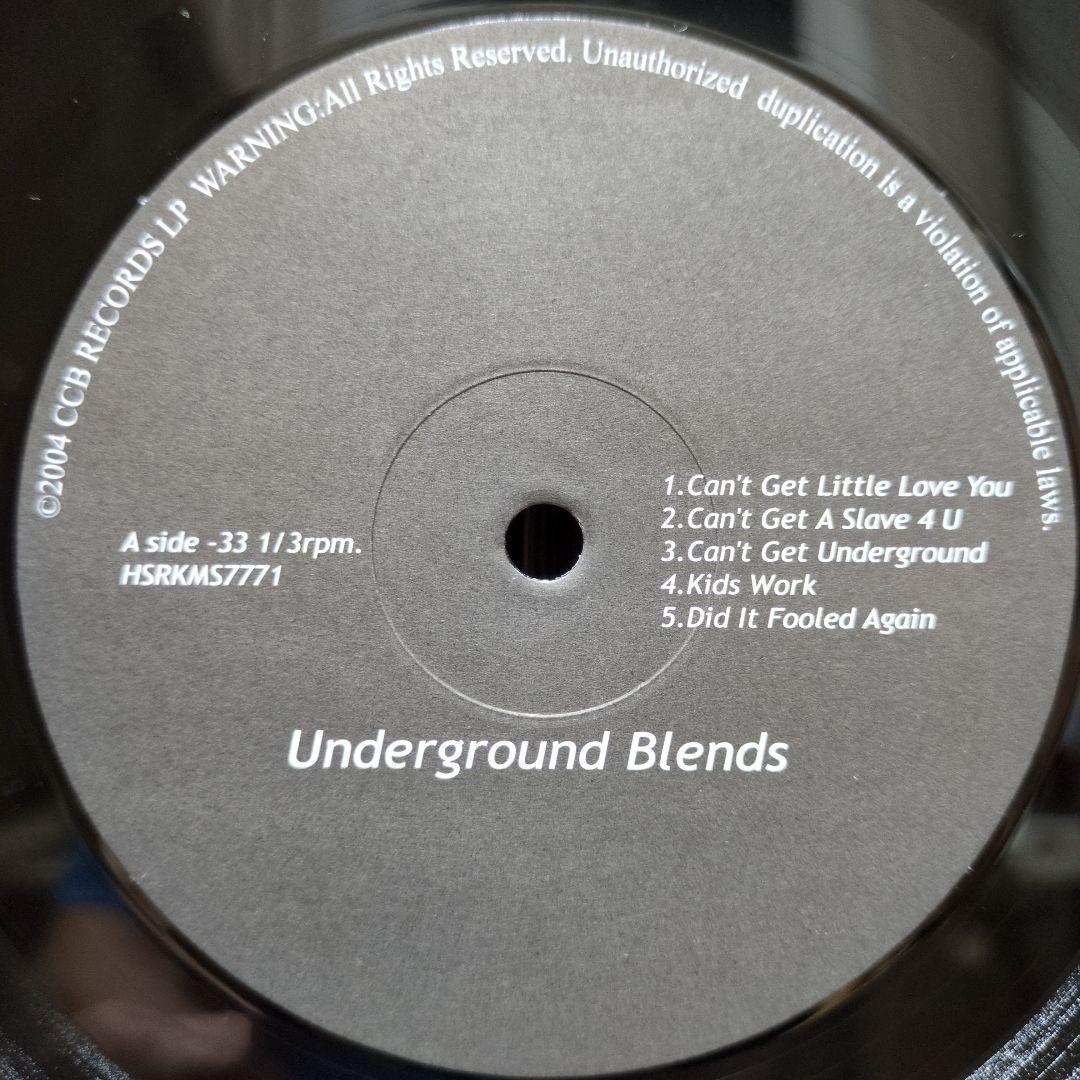 ©2004 CCB RECORDS LP WARNING:All Rights Reserved. Unauthorized duplication is a violation of applicable laws.
A side -33 1/3rpm.
HSRKMS7771
1.Can't Get Little Love You
2.Can't Get A Slave 4 U
3.Can't Get Underground
4.Kids Work
5.Did It Fooled Again
Underground Blends